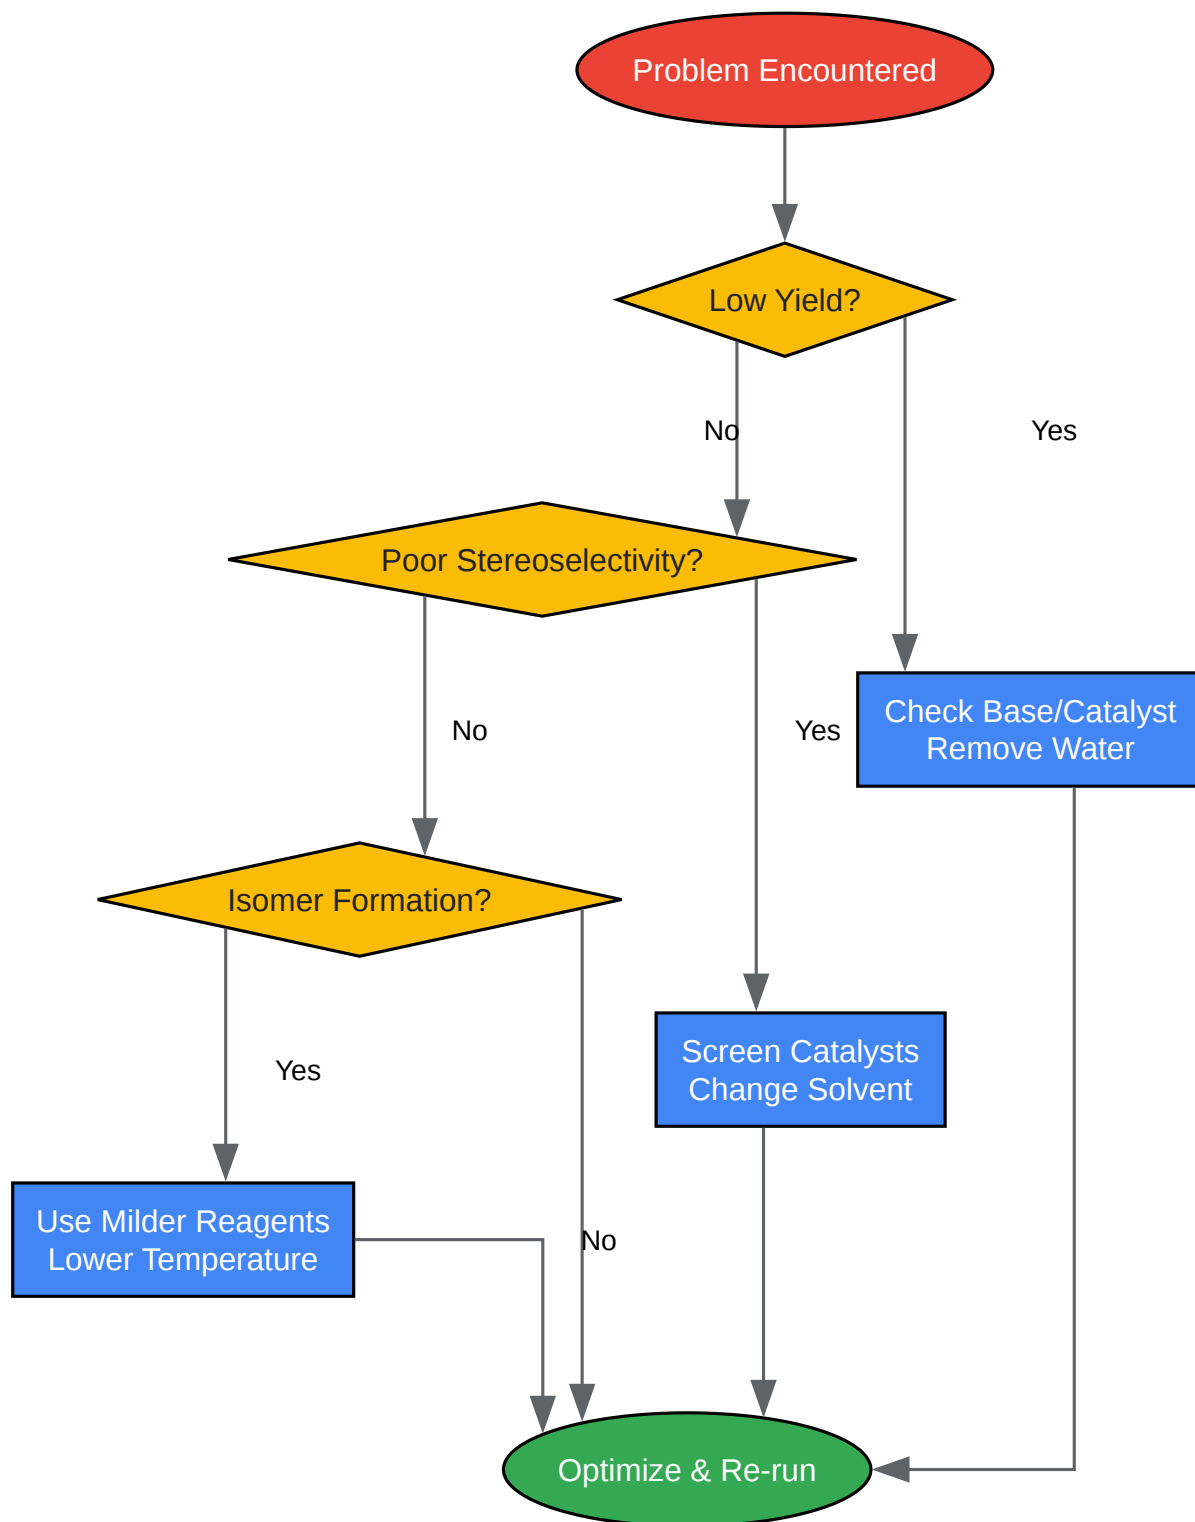 Problem Encountered
Low Yield?
No
Yes
Poor Stereoselectivity?
Check Base/Catalyst
Remove Water
No
Yes
Isomer Formation?
Screen Catalysts
Change Solvent
Yes
Use Milder Reagents
Lower Temperature
No
Optimize & Re-run